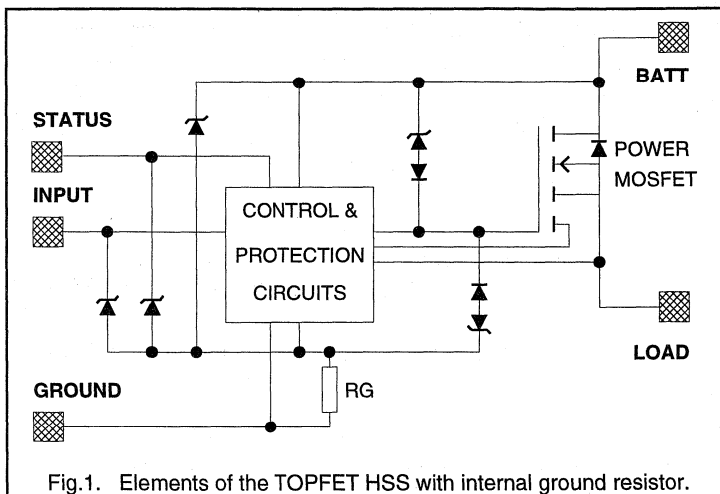 BATT
STATUS
POWER
MOSFET
INPUT
CONTROL &
PROTECTION
CIRCUITS
LOAD
GROUND
RG
Fig.1. Elements of the TOPFET HSS with internal ground resistor.